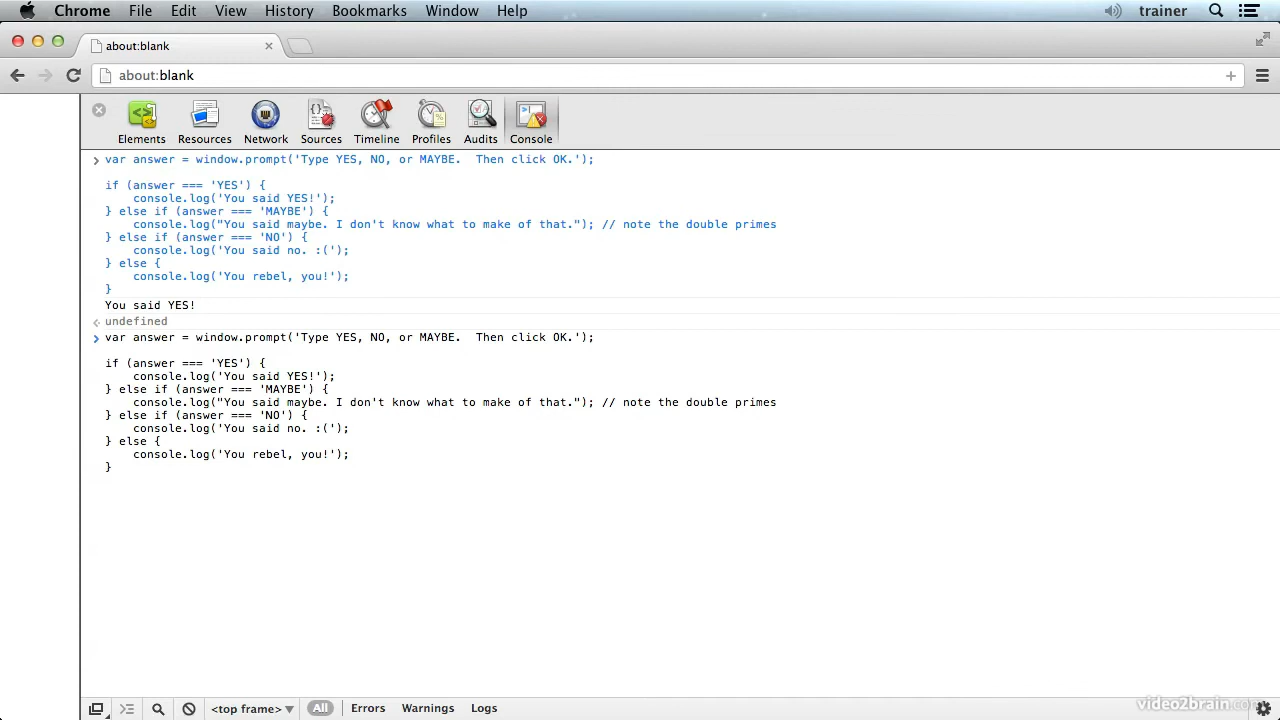 Chrome File Edit View History Bookmarks Window Help trainer
about:blank
about:blank
Elements Resources Network Sources Timeline Profiles Audits Console
var answer = window.prompt('Type YES, NO, or MAYBE.  Then click OK.');
if (answer === 'YES') {
    console.log('You said YES!');
} else if (answer === 'MAYBE') {
    console.log("You said maybe. I don't know what to make of that."); // note the double primes
} else if (answer === 'NO') {
    console.log('You said no. :(');
} else {
    console.log('You rebel, you!');
}
You said YES!
undefined
var answer = window.prompt('Type YES, NO, or MAYBE.  Then click OK.');
if (answer === 'YES') {
    console.log('You said YES!');
} else if (answer === 'MAYBE') {
    console.log("You said maybe. I don't know what to make of that."); // note the double primes
} else if (answer === 'NO') {
    console.log('You said no. :(');
} else {
    console.log('You rebel, you!');
}
<top frame> All Errors Warnings Logs
video2brain.com